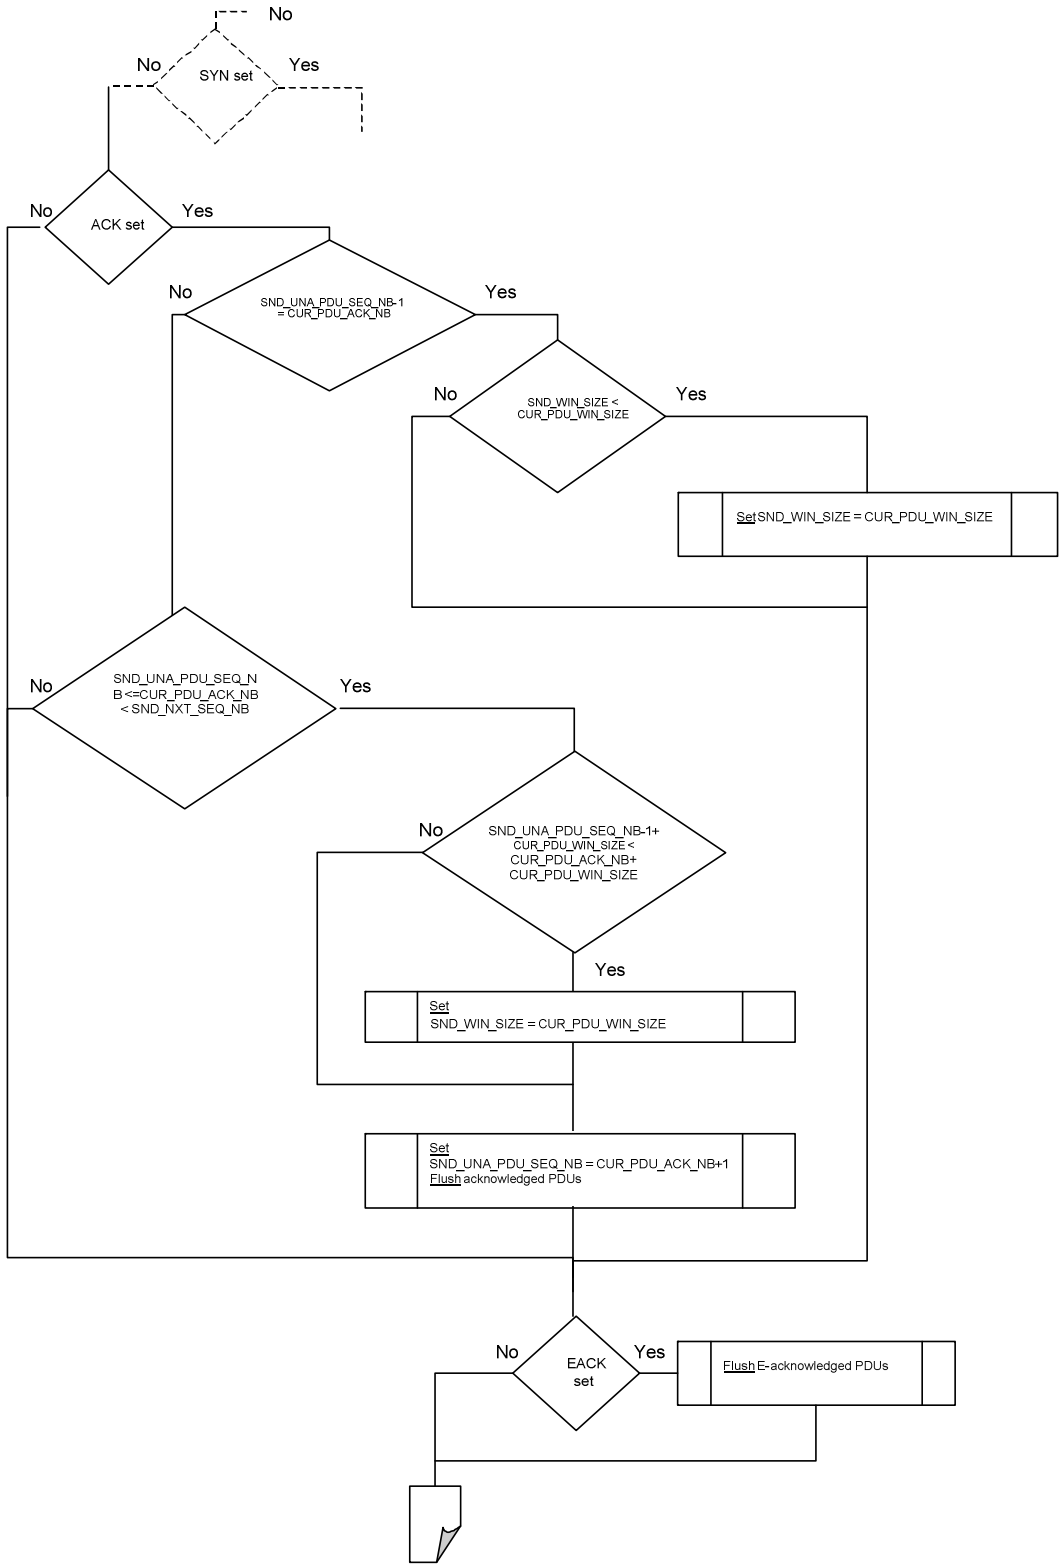 No
No
SYN set
Yes
No
ACK set
Yes
No
SND_UNA_PDU_SEQ_NB-1
= CUR_PDU_ACK_NB
Yes
No
SND_WIN_SIZE <
CUR_PDU_WIN_SIZE
Yes
Set SND_WIN_SIZE = CUR_PDU_WIN_SIZE
No
SND_UNA_PDU_SEQ_N
B <=CUR_PDU_ACK_NB
< SND_NXT_SEQ_NB
Yes
No
SND_UNA_PDU_SEQ_NB-1+
CUR_PDU_WIN_SIZE <
CUR_PDU_ACK_NB+
CUR_PDU_WIN_SIZE
Yes
Set
SND_WIN_SIZE = CUR_PDU_WIN_SIZE
Set
SND_UNA_PDU_SEQ_NB = CUR_PDU_ACK_NB+1
Flush acknowledged PDUs
No
EACK
set
Yes
Flush E-acknowledged PDUs